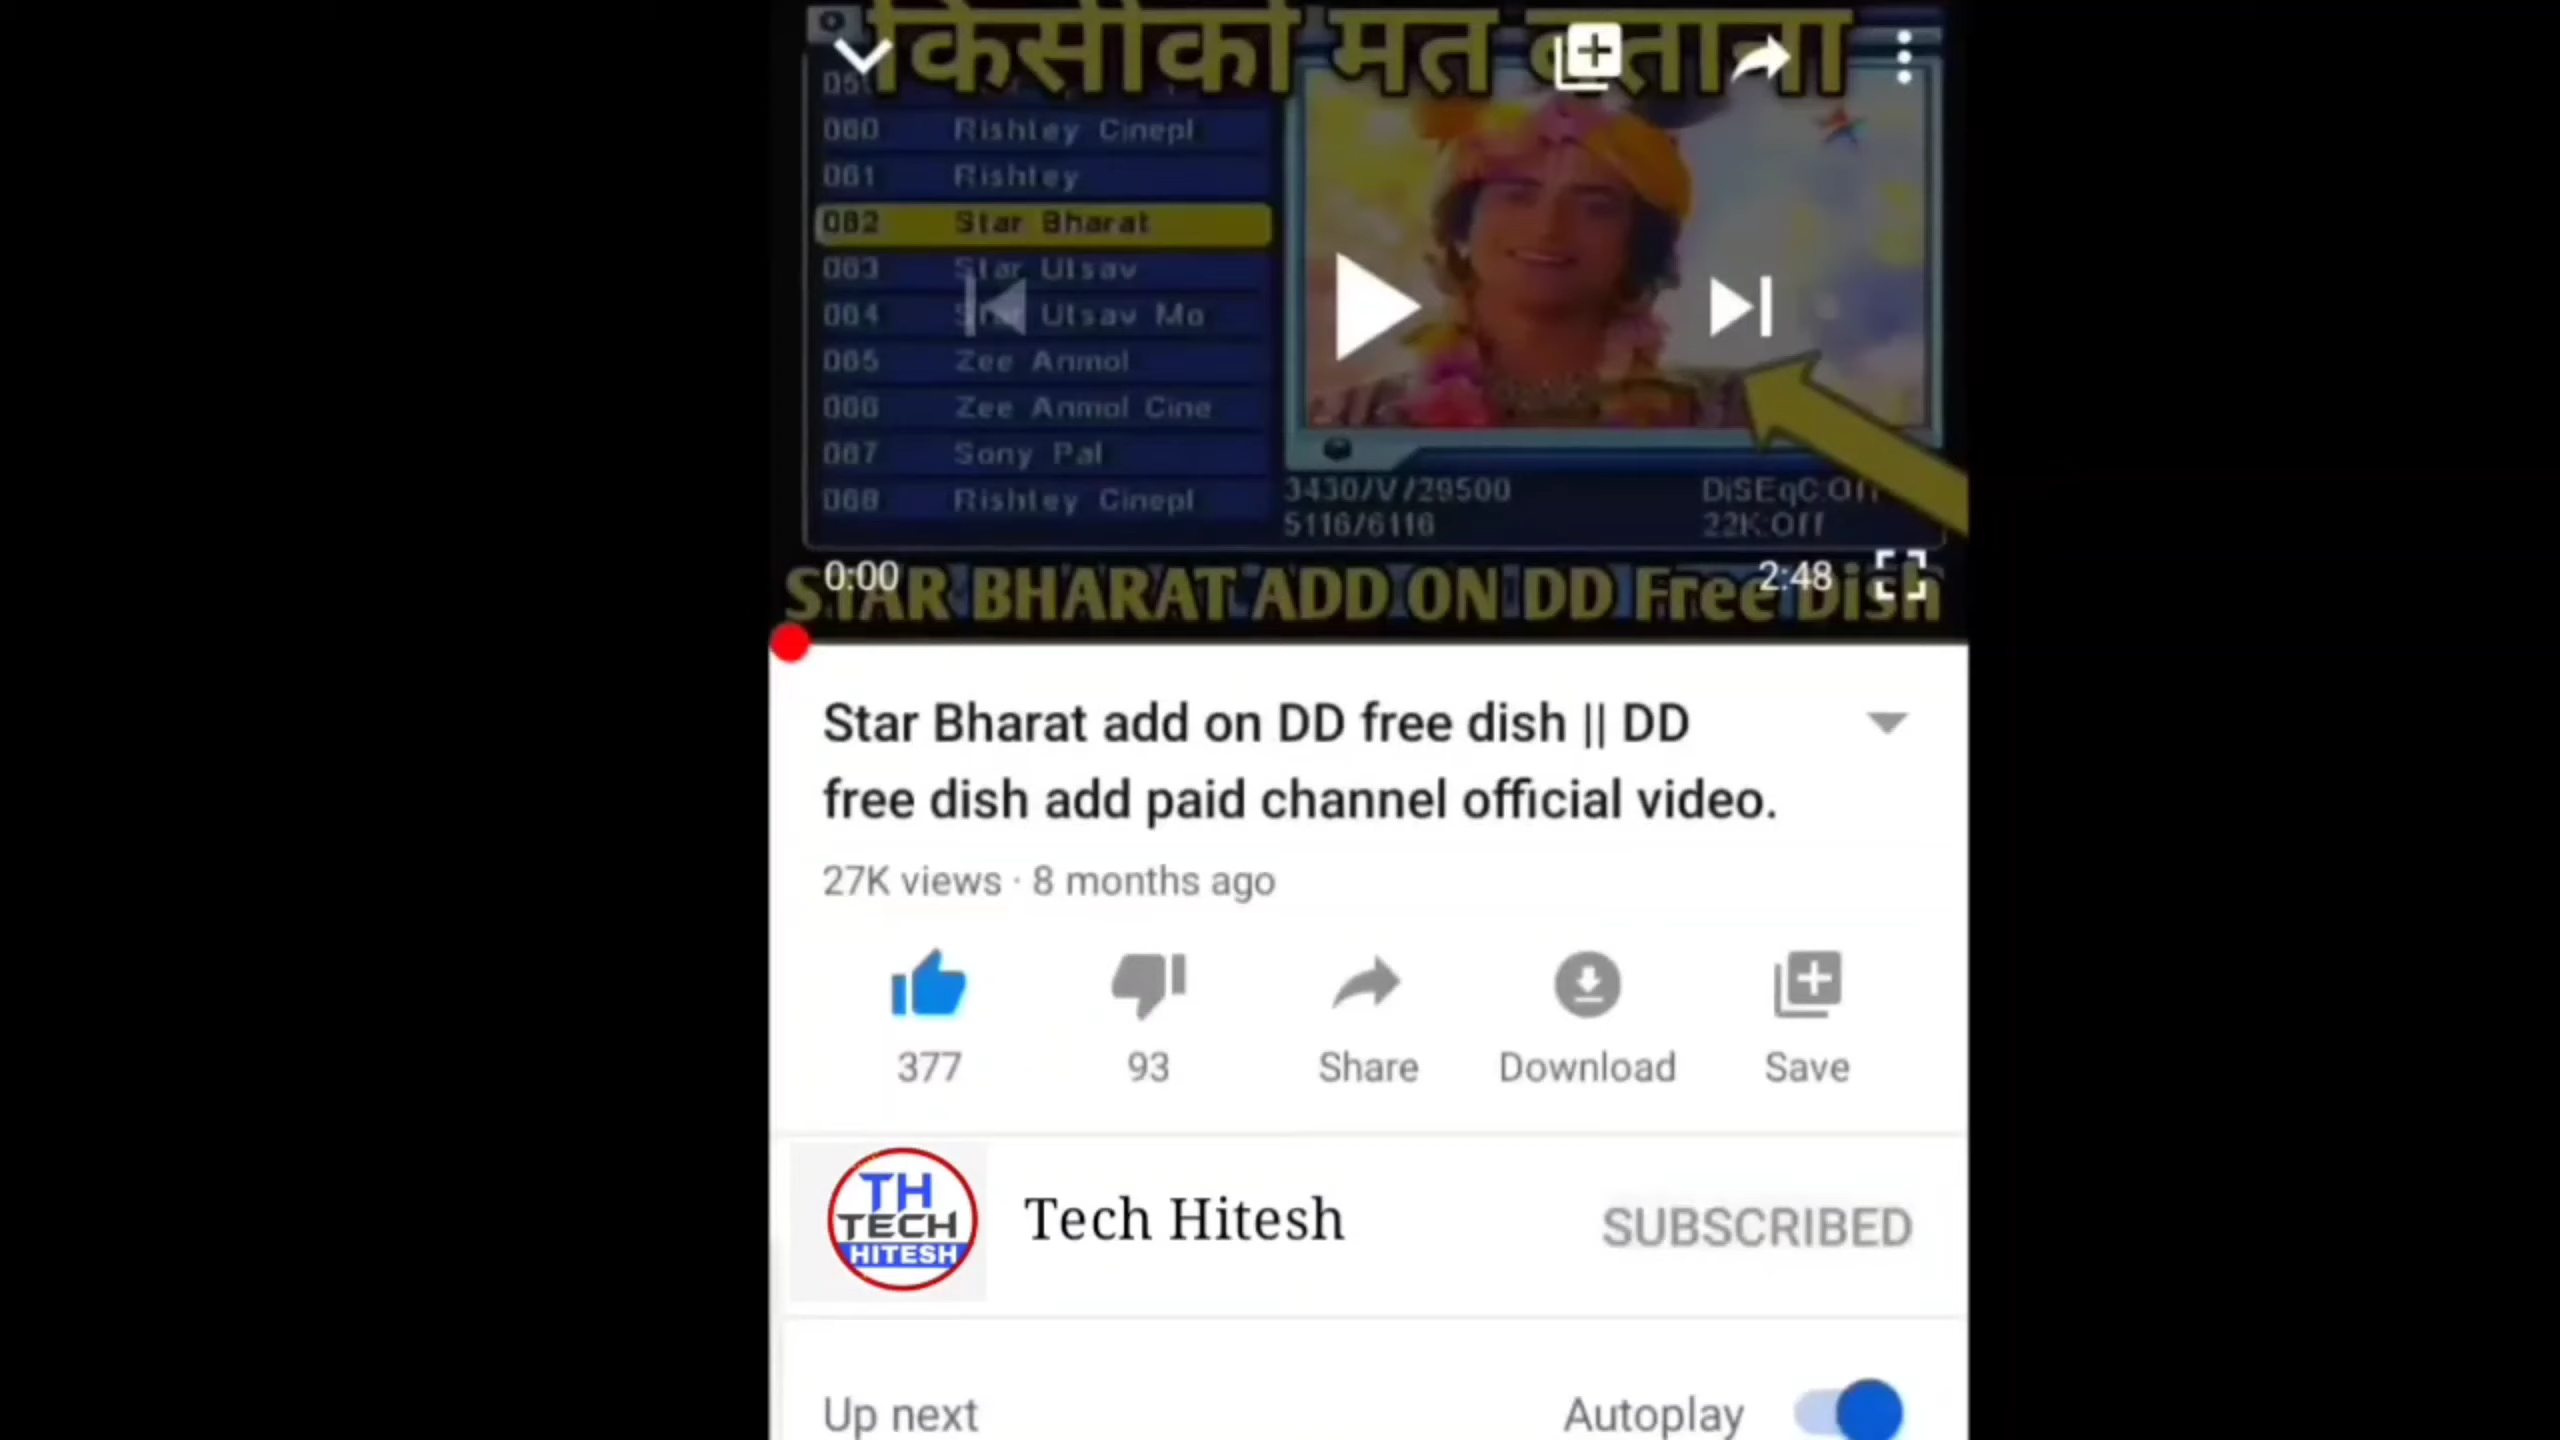 किसीको मत बताना
060 Rishtey Cinepl
061 Rishtey
062 Star Bharat
063 Star Utsav
064 Star Utsav Mo
065 Zee Anmol
066 Zee Anmol Cine
067 Sony Pal
068 Rishtey Cinepl
3430/V/29500 DiSEqC:Off
5116/6116 22K:Off
0:00 2:48
STAR BHARAT ADD ON DD Free Dish
Star Bharat add on DD free dish || DD
free dish add paid channel official video.
27K views · 8 months ago
377 93 Share Download Save
TH
TECH
HITESH
Tech Hitesh SUBSCRIBED
Up next Autoplay